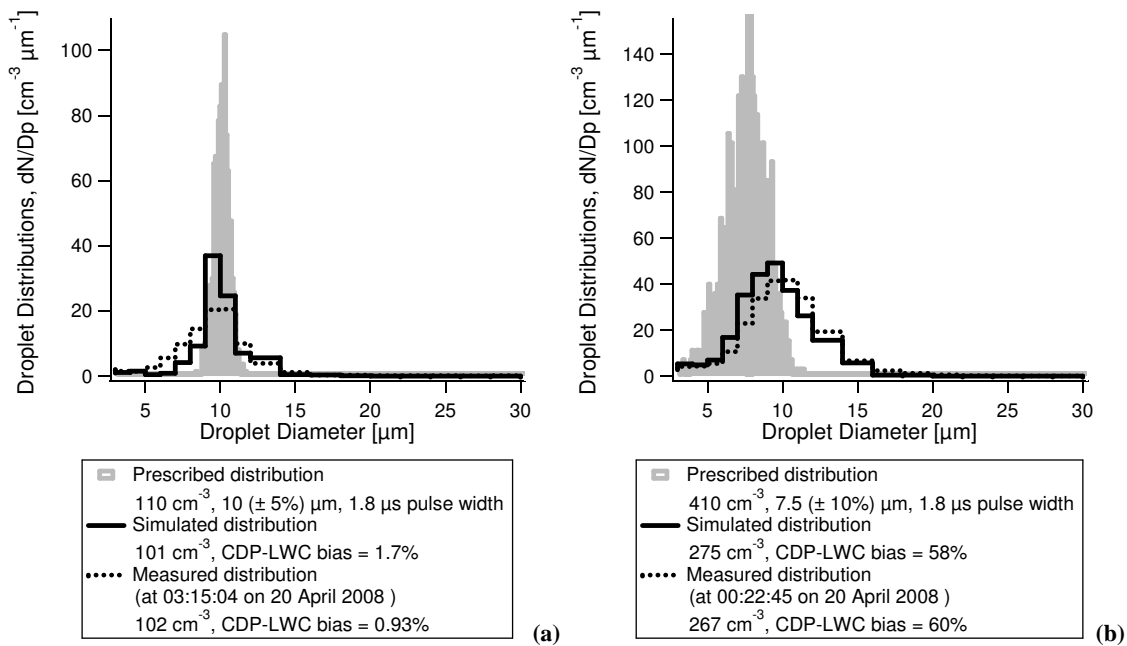 Droplet Distributions, dN/Dp [cm⁻³ µm⁻¹]
100
80
60
40
20
0
5
10
15
20
25
30
Droplet Diameter [µm]
Prescribed distribution
110 cm⁻³, 10 (± 5%) µm, 1.8 µs pulse width
Simulated distribution
101 cm⁻³, CDP-LWC bias = 1.7%
Measured distribution
(at 03:15:04 on 20 April 2008 )
102 cm⁻³, CDP-LWC bias = 0.93%
(a)
Droplet Distributions, dN/Dp [cm⁻³ µm⁻¹]
140
120
100
80
60
40
20
0
5
10
15
20
25
30
Droplet Diameter [µm]
Prescribed distribution
410 cm⁻³, 7.5 (± 10%) µm, 1.8 µs pulse width
Simulated distribution
275 cm⁻³, CDP-LWC bias = 58%
Measured distribution
(at 00:22:45 on 20 April 2008 )
267 cm⁻³, CDP-LWC bias = 60%
(b)